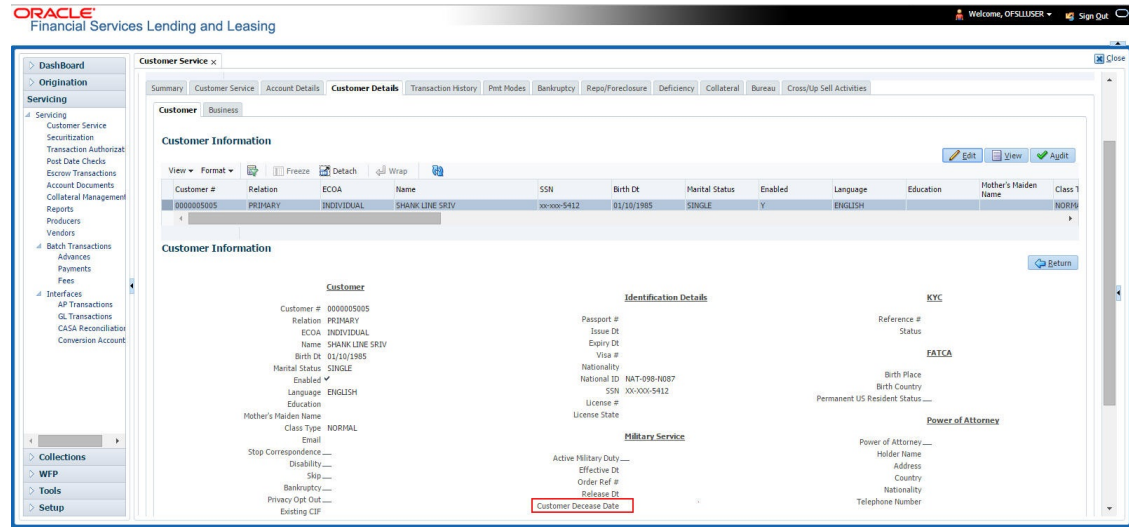 ORACLE
Financial Services Lending and Leasing
Welcome, OFSLLUSER
Sign Out
Close
DashBoard
Origination
Servicing
Servicing
Customer Service
Securitization
Transaction Authorizat
Post Date Checks
Escrow Transactions
Account Documents
Collateral Management
Reports
Producers
Vendors
Batch Transactions
Advances
Payments
Fees
Interfaces
AP Transactions
GL Transactions
CASA Reconciliation
Conversion Account
Collections
WFP
Tools
Setup
Customer Service x
Summary Customer Service Account Details Customer Details Transaction History Pmt Modes Bankruptcy Repo/Foreclosure Deficiency Collateral Bureau Cross/Up Sell Activities
Customer Business
Customer Information
Edit View Audit
View Format Freeze Detach Wrap
Customer # Relation ECOA Name SSN Birth Dt Marital Status Enabled Language Education Mother's Maiden Name Class T
0000005005 PRIMARY INDIVIDUAL SHANK LINE SRIV xx-xxx-5412 01/10/1985 SINGLE Y ENGLISH NORMA
Customer Information
Return
Customer
Customer # 0000005005
Relation PRIMARY
ECOA INDIVIDUAL
Name SHANK LINE SRIV
Birth Dt 01/10/1985
Marital Status SINGLE
Enabled
Language ENGLISH
Education
Mother's Maiden Name
Class Type NORMAL
Email
Stop Correspondence
Disability
Skip
Bankruptcy
Privacy Opt Out
Existing CIF
Identification Details
Passport #
Issue Dt
Expiry Dt
Visa #
Nationality
National ID NAT-098-N087
SSN XX-XXX-5412
License #
License State
Military Service
Active Military Duty
Effective Dt
Order Ref #
Release Dt
Customer Decease Date
KYC
Reference #
Status
FATCA
Birth Place
Birth Country
Permanent US Resident Status
Power of Attorney
Power of Attorney
Holder Name
Address
Country
Nationality
Telephone Number